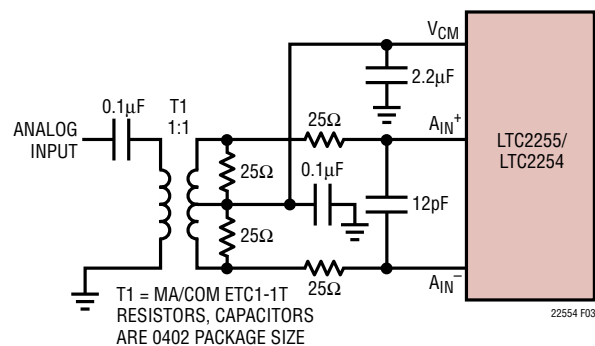 VCM
2.2µF
0.1µF
T1
1:1
25Ω
ANALOG
INPUT
AIN+
LTC2255/
LTC2254
25Ω
0.1µF
12pF
25Ω
25Ω
AIN–
T1 = MA/COM ETC1-1T
RESISTORS, CAPACITORS
ARE 0402 PACKAGE SIZE
22554 F03